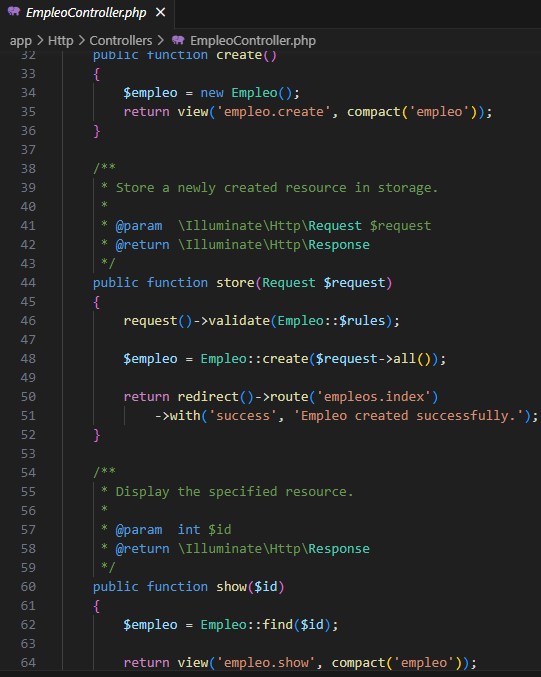 EmpleoController.php ×
app > Http > Controllers > EmpleoController.php
32 public function create()
33 {
34 $empleo = new Empleo();
35 return view('empleo.create', compact('empleo'));
36 }
37
38 /**
39 * Store a newly created resource in storage.
40 *
41 * @param  \Illuminate\Http\Request $request
42 * @return \Illuminate\Http\Response
43 */
44 public function store(Request $request)
45 {
46 request()->validate(Empleo::$rules);
47
48 $empleo = Empleo::create($request->all());
49
50 return redirect()->route('empleos.index')
51 ->with('success', 'Empleo created successfully.');
52 }
53
54 /**
55 * Display the specified resource.
56 *
57 * @param  int $id
58 * @return \Illuminate\Http\Response
59 */
60 public function show($id)
61 {
62 $empleo = Empleo::find($id);
63
64 return view('empleo.show', compact('empleo'));